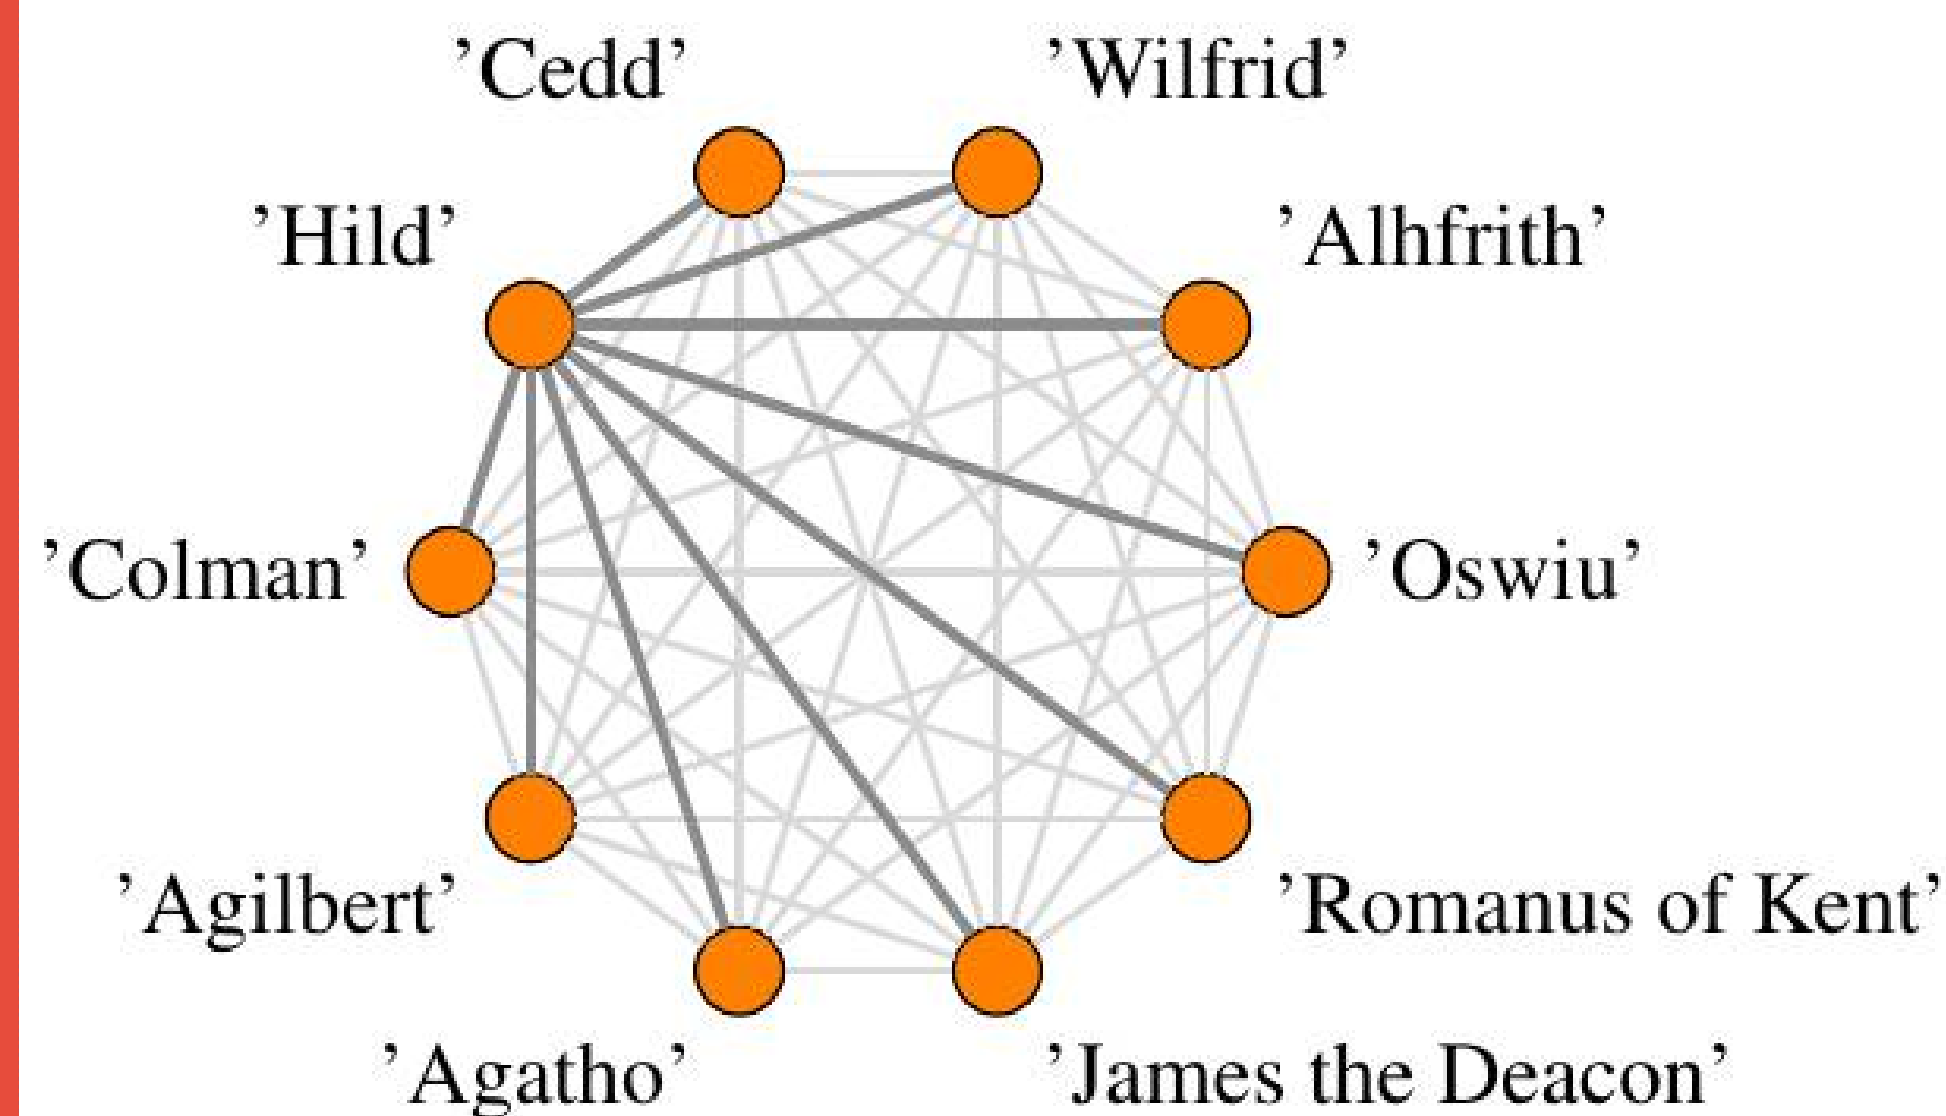 ’Cedd’
’Wilfrid’
’Hild’
’Alhfrith’
’Colman’
’Oswiu’
’Agilbert’
’Romanus of Kent’
’Agatho’
’James the Deacon’